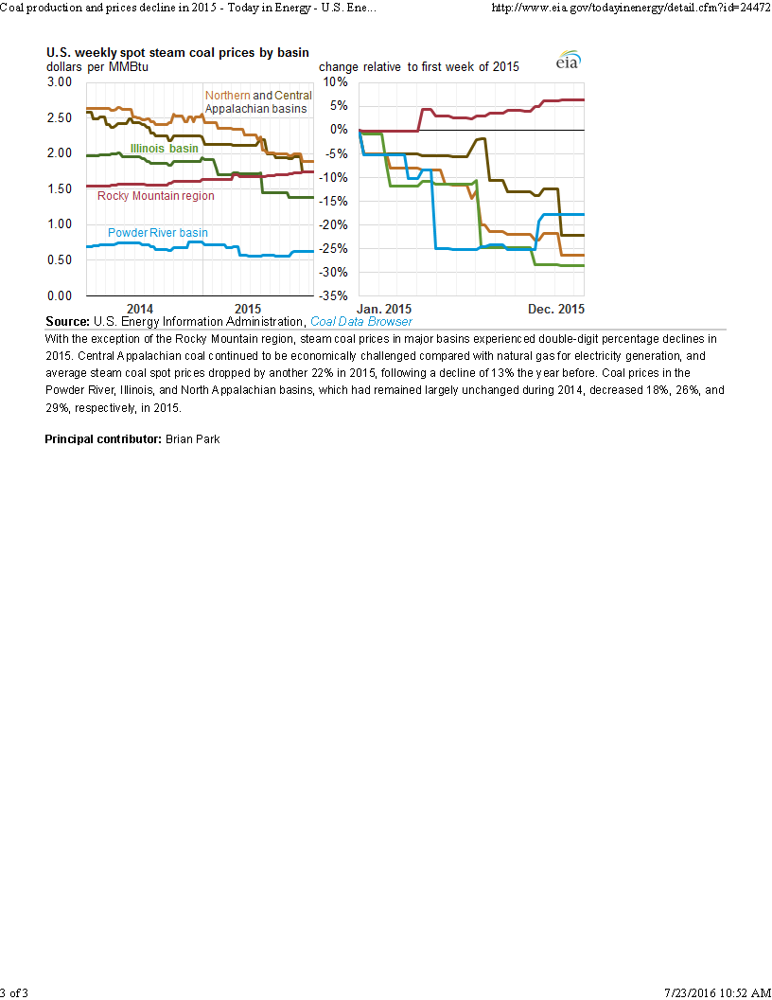 Coal production and prices decline in 2015 - Today in Energy - U.S. Ene...
http://www.eia.gov/todayinenergy/detail.cfm?id=24472
U.S. weekly spot steam coal prices by basin
dollars per MMBtu
change relative to first week of 2015
eia
3.00
2.50
2.00
1.50
1.00
0.50
0.00
Northern and Central
Appalachian basins
Illinois basin
Rocky Mountain region
Powder River basin
2014
2015
10%
5%
0%
-5%
-10%
-15%
-20%
-25%
-30%
-35%
Jan. 2015
Dec. 2015
Source: U.S. Energy Information Administration, Coal Data Browser
With the exception of the Rocky Mountain region, steam coal prices in major basins experienced double-digit percentage declines in
2015. Central Appalachian coal continued to be economically challenged compared with natural gas for electricity generation, and
average steam coal spot prices dropped by another 22% in 2015, following a decline of 13% the year before. Coal prices in the
Powder River, Illinois, and North Appalachian basins, which had remained largely unchanged during 2014, decreased 18%, 26%, and
29%, respectively, in 2015.
Principal contributor: Brian Park
3 of 3
7/23/2016 10:52 AM